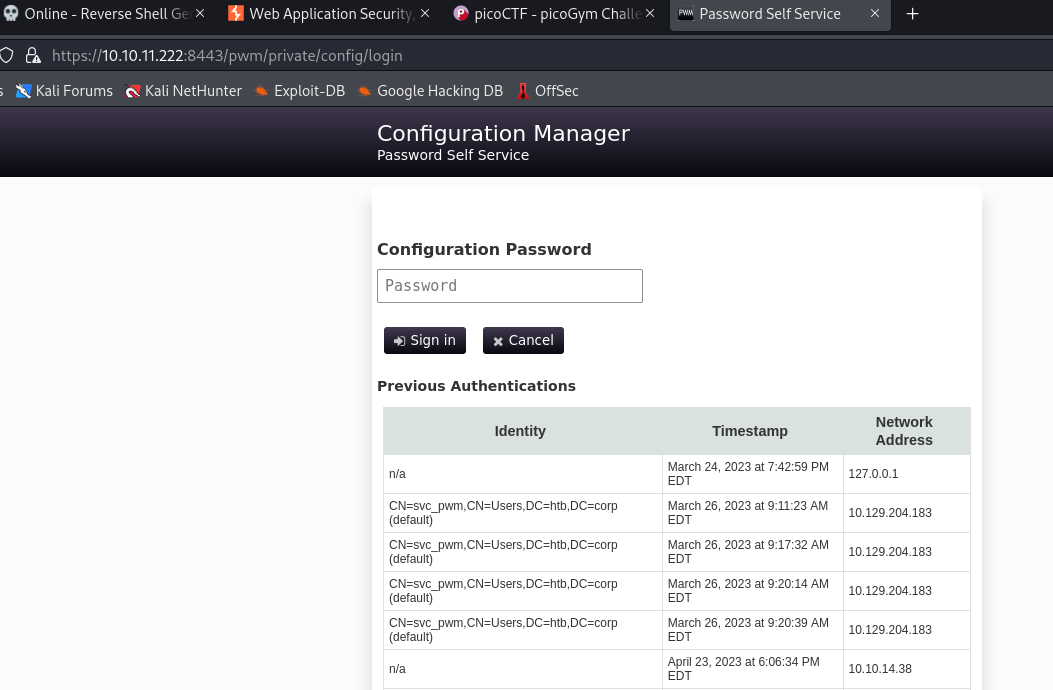 Online - Reverse Shell Ge
Web Application Security,
picoCTF - picoGym Challe
PWM Password Self Service
https://10.10.11.222:8443/pwm/private/config/login
s Kali Forums Kali NetHunter Exploit-DB Google Hacking DB OffSec
Configuration Manager
Password Self Service
Configuration Password
Password
Sign in Cancel
Previous Authentications
Identity Timestamp Network
Address
n/a March 24, 2023 at 7:42:59 PM
EDT 127.0.0.1
CN=svc_pwm,CN=Users,DC=htb,DC=corp
(default) March 26, 2023 at 9:11:23 AM
EDT 10.129.204.183
CN=svc_pwm,CN=Users,DC=htb,DC=corp
(default) March 26, 2023 at 9:17:32 AM
EDT 10.129.204.183
CN=svc_pwm,CN=Users,DC=htb,DC=corp
(default) March 26, 2023 at 9:20:14 AM
EDT 10.129.204.183
CN=svc_pwm,CN=Users,DC=htb,DC=corp
(default) March 26, 2023 at 9:20:39 AM
EDT 10.129.204.183
n/a April 23, 2023 at 6:06:34 PM
EDT 10.10.14.38